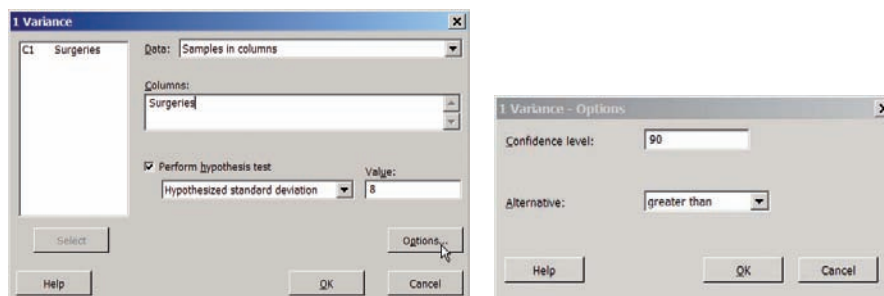 1 Variance
C1 Surgeries
Data: Samples in columns
Columns:
Surgeries
Perform hypothesis test
Value:
Hypothesized standard deviation 8
Select
Options...
Help OK Cancel
1 Variance - Options
Confidence level: 90
Alternative: greater than
Help OK Cancel